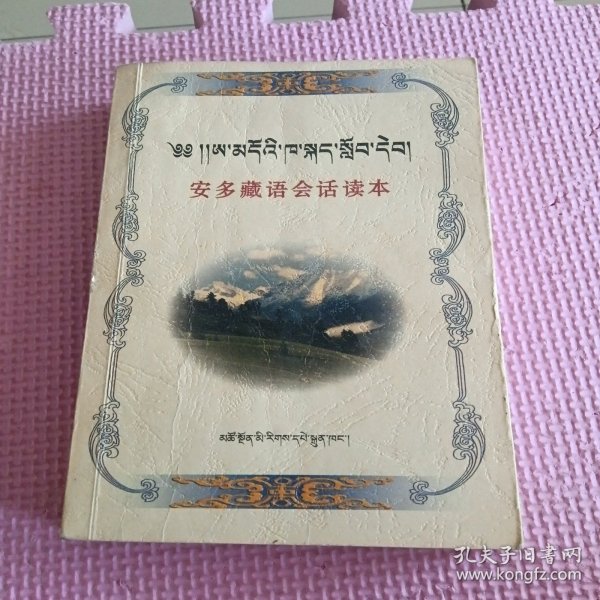 ༄༅།།ཨ་མདོའི་ཁ་སྐད་སློབ་དེབ།
安多藏语会话读本
མཚོ་སྔོན་མི་རིགས་དཔེ་སྐྲུན་ཁང་།
孔夫子旧书网
www.kongfz.com